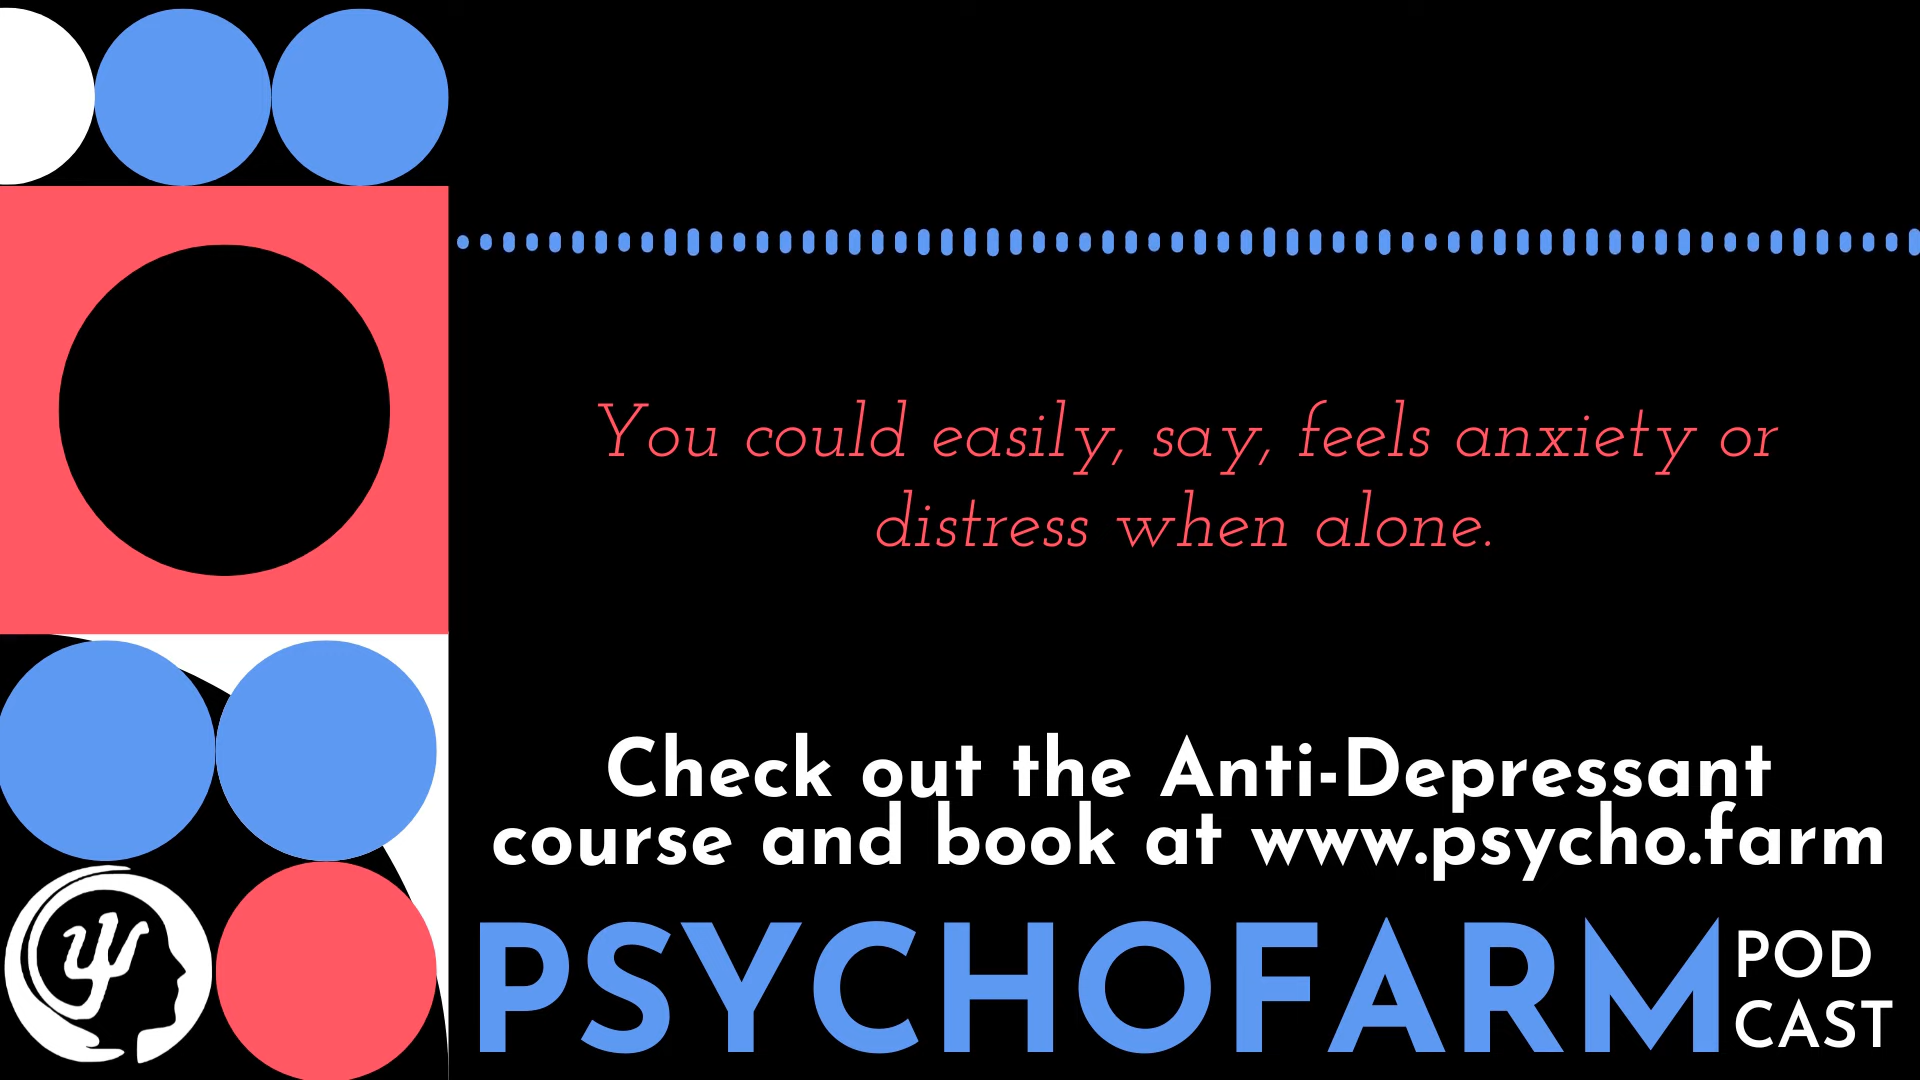 You could easily, say, feels anxiety or
distress when alone.
Check out the Anti-Depressant
course and book at www.psycho.farm
PSYCHOFARM
POD
CAST
ψ